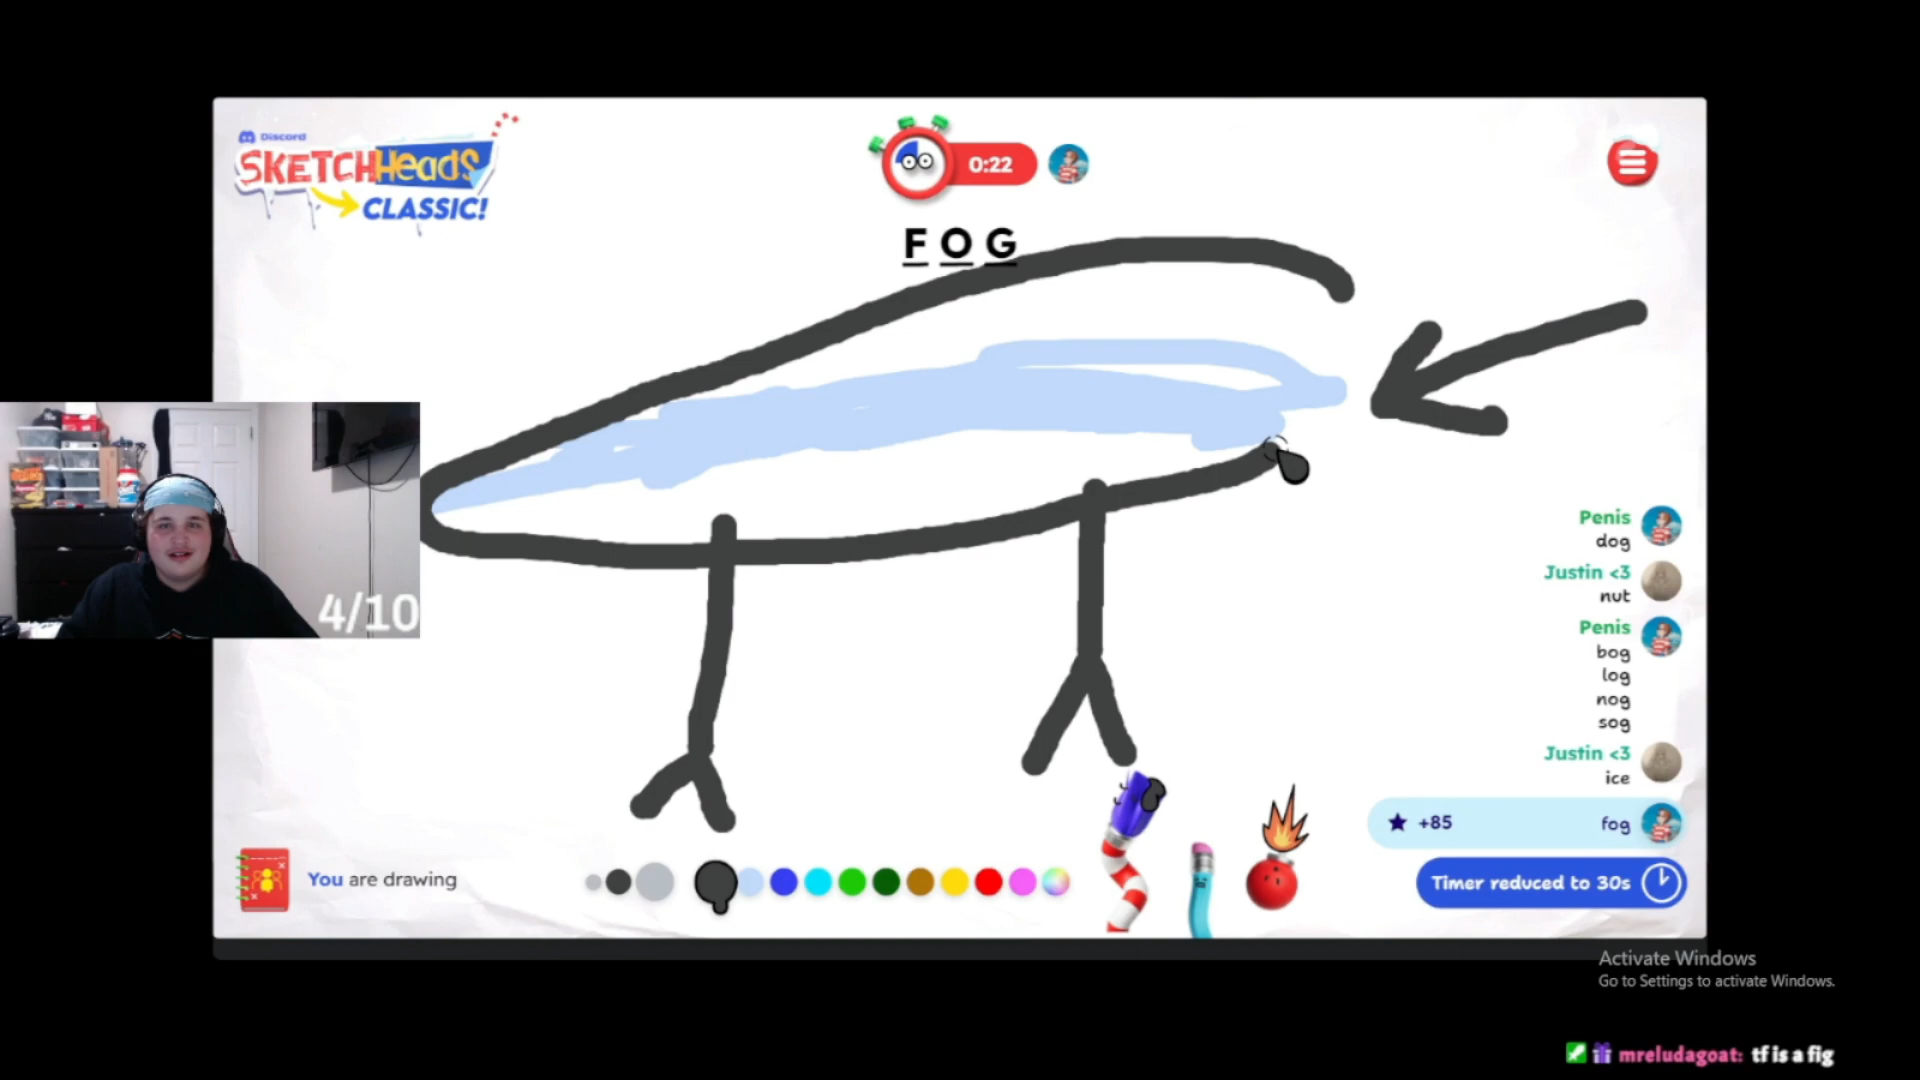 Discord
SKETCHHeadS
CLASSIC!
0:22
FOG
4/10
Penis
dog
Justin <3
nut
Penis
bog
log
nog
sog
Justin <3
ice
+85
fog
You are drawing
Timer reduced to 30s
Activate Windows
Go to Settings to activate Windows.
mreludagoat: tf is a fig